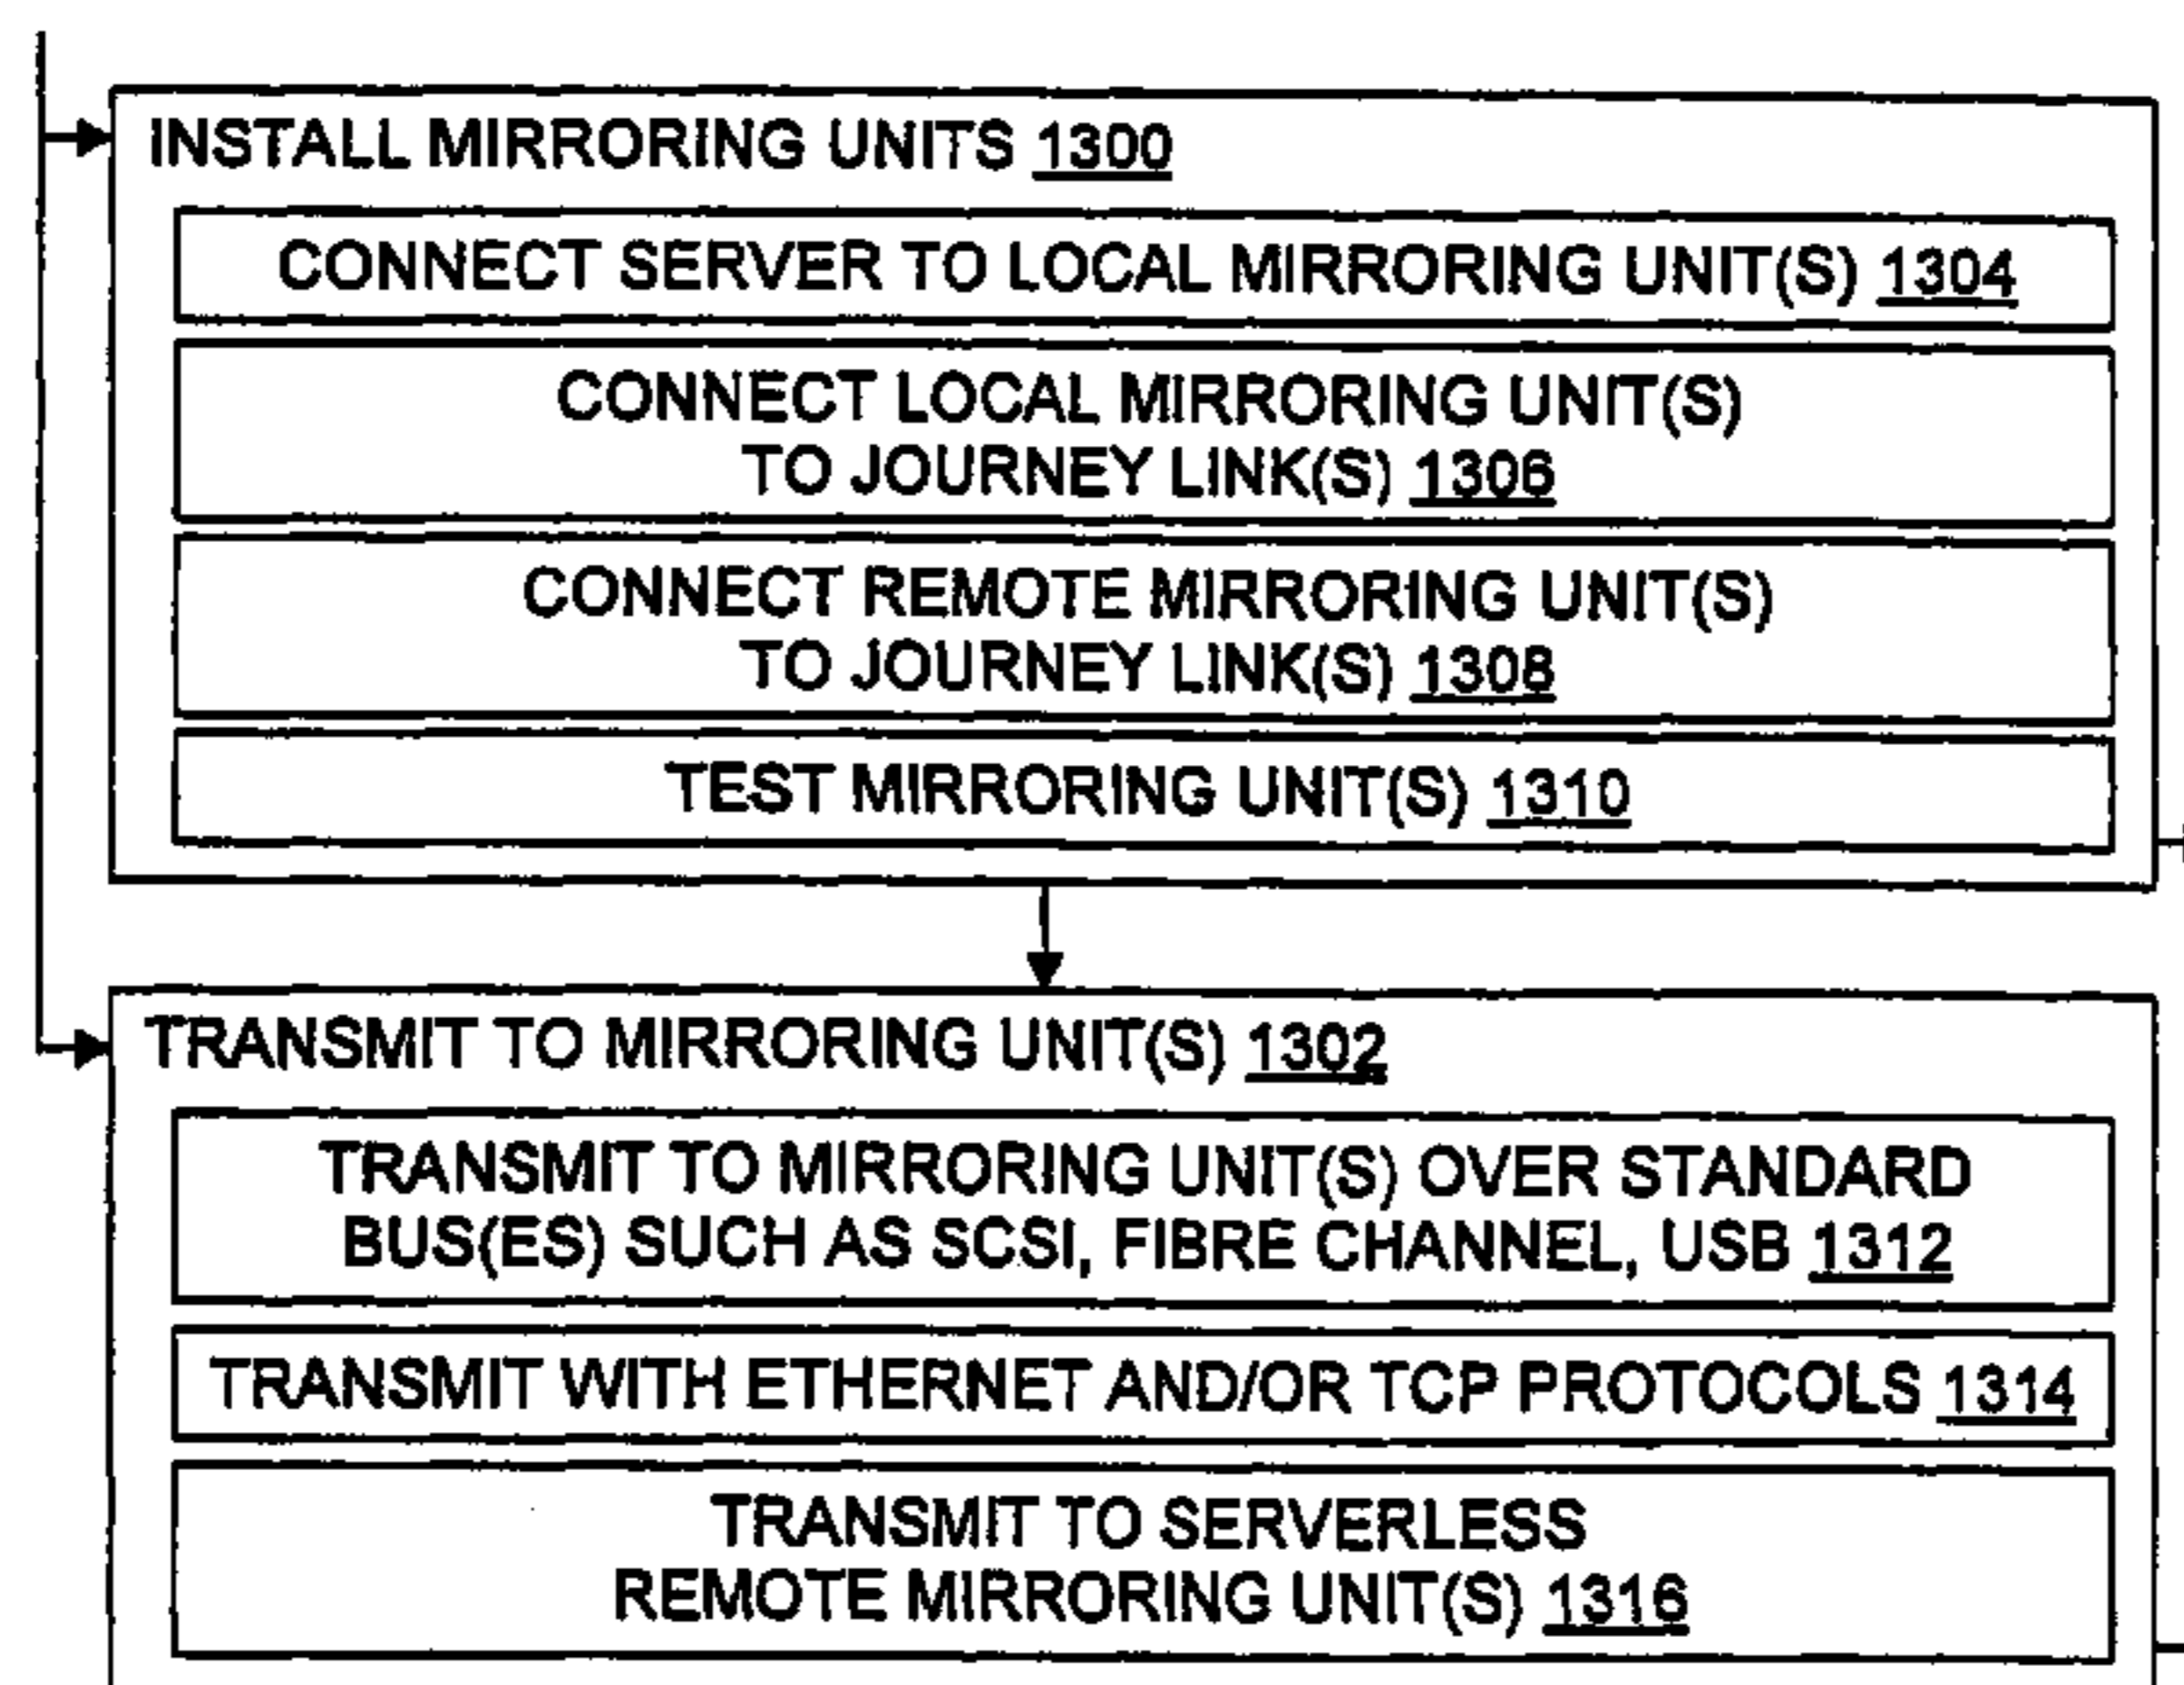 INSTALL MIRRORING UNITS 1300
CONNECT SERVER TO LOCAL MIRRORING UNIT(S) 1304
CONNECT LOCAL MIRRORING UNIT(S)
TO JOURNEY LINK(S) 1306
CONNECT REMOTE MIRRORING UNIT(S)
TO JOURNEY LINK(S) 1308
TEST MIRRORING UNIT(S) 1310
TRANSMIT TO MIRRORING UNIT(S) 1302
TRANSMIT TO MIRRORING UNIT(S) OVER STANDARD
BUS(ES) SUCH AS SCSI, FIBRE CHANNEL, USB 1312
TRANSMIT WITH ETHERNET AND/OR TCP PROTOCOLS 1314
TRANSMIT TO SERVERLESS
REMOTE MIRRORING UNIT(S) 1316